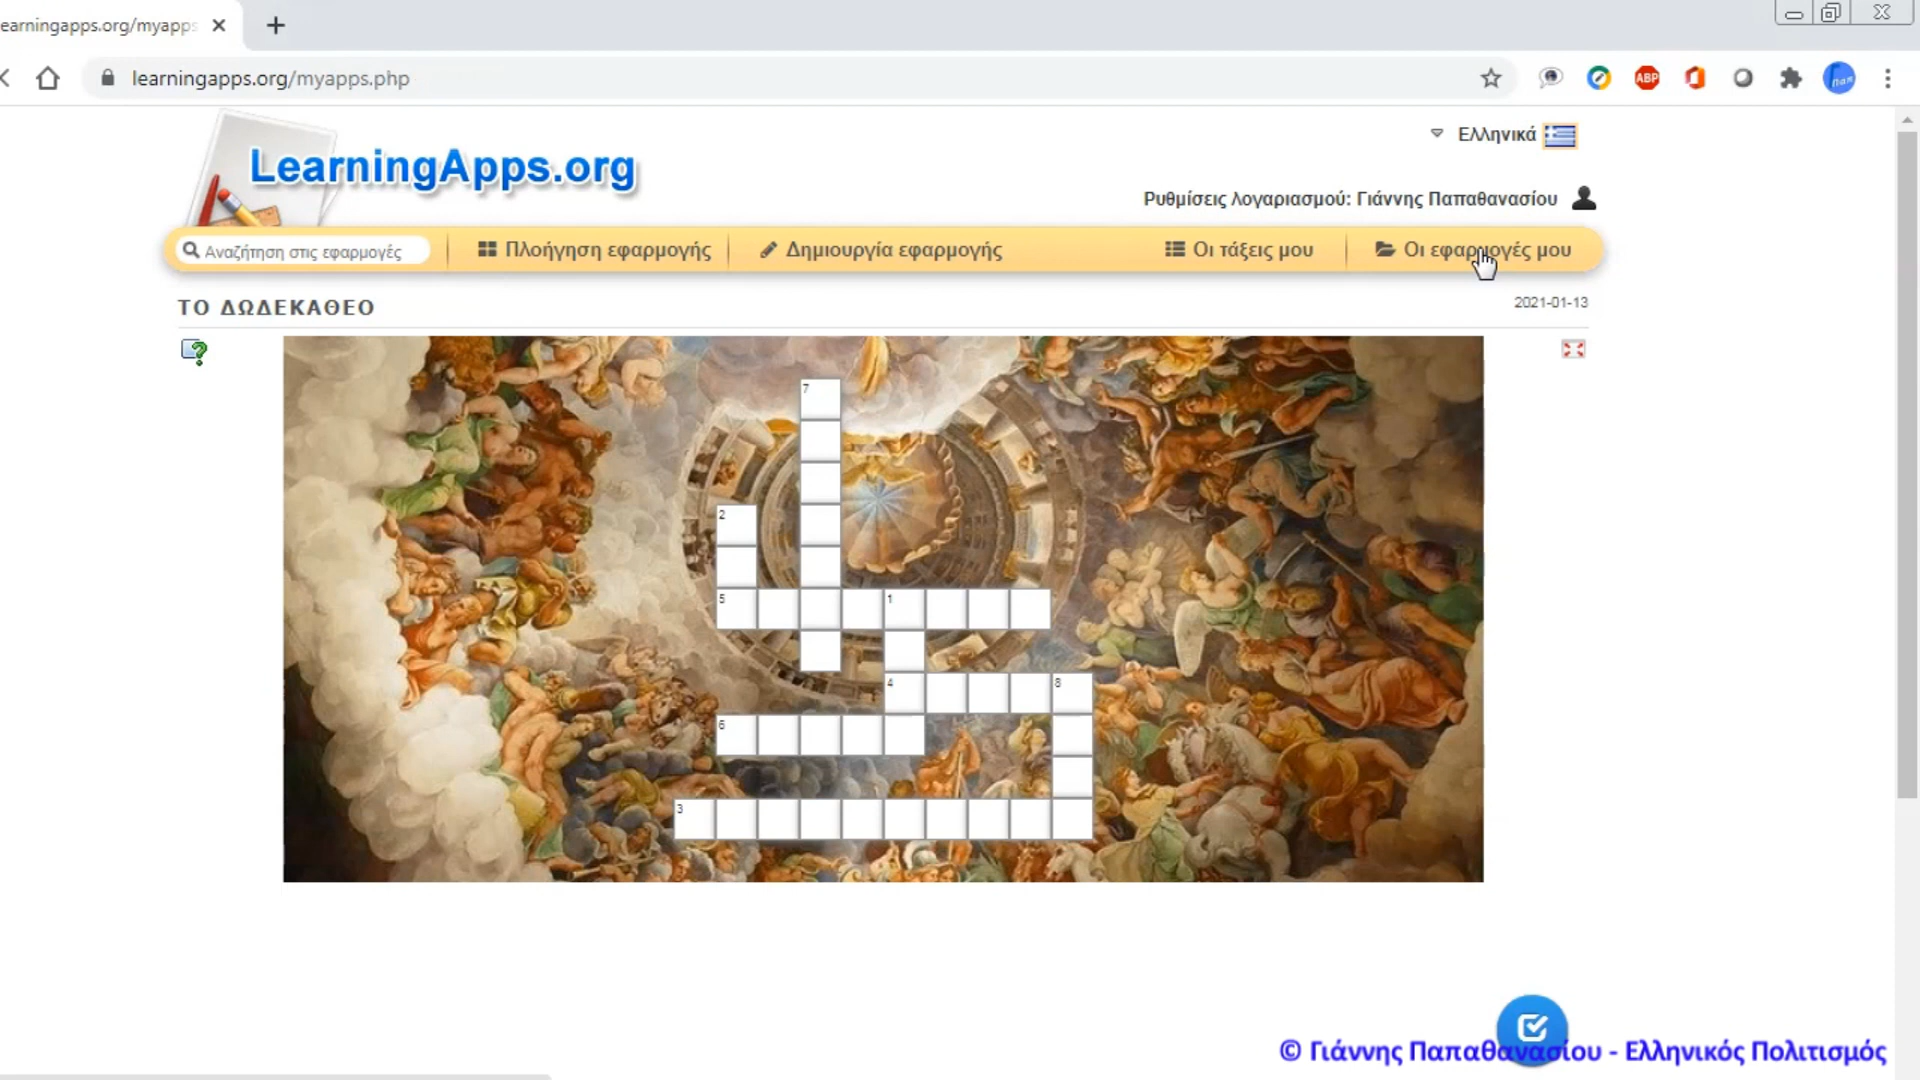 earningapps.org/myapps
learningapps.org/myapps.php
ABP
LearningApps.org
Ελληνικά
Ρυθμίσεις λογαριασμού: Γιάννης Παπαθανασίου
Αναζήτηση στις εφαρμογές
Πλοήγηση εφαρμογής
Δημιουργία εφαρμογής
Οι τάξεις μου
Οι εφαρμογές μου
ΤΟ ΔΩΔΕΚΑΘΕΟ
2021-01-13
7
2
5
1
4
8
6
3
© Γιάννης Παπαθανασίου - Ελληνικός Πολιτισμός